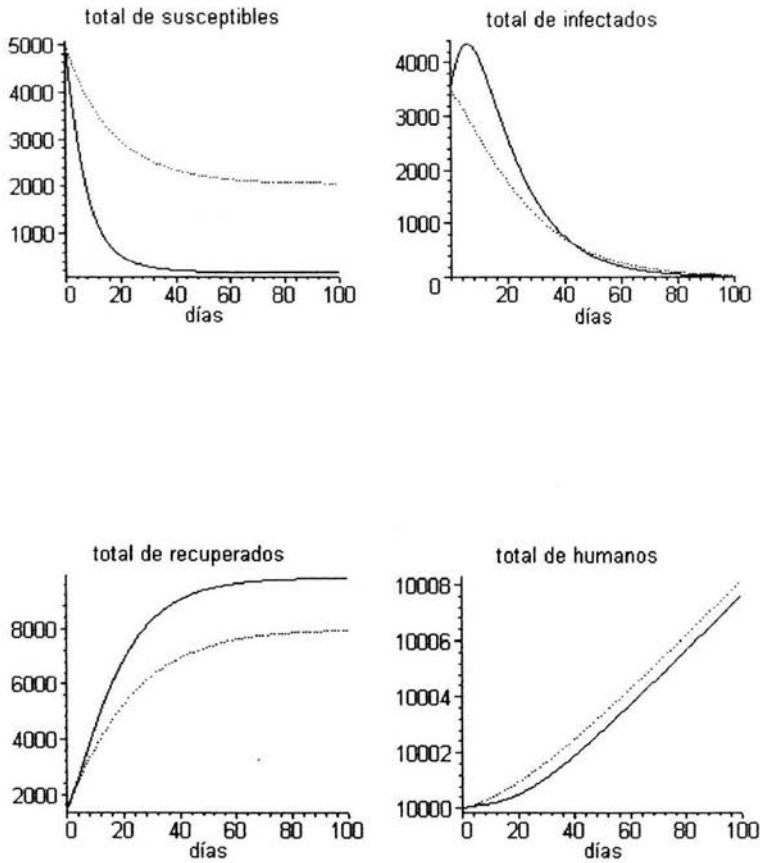 total de susceptibles
5000
4000
3000
2000
1000
0 20 40 60 80 100
días
total de infectados
4000
3000
2000
1000
0
20 40 60 80 100
días
total de recuperados
8000
6000
4000
2000
0 20 40 60 80 100
días
total de humanos
10008
10006
10004
10002
10000
0 20 40 60 80 100
días